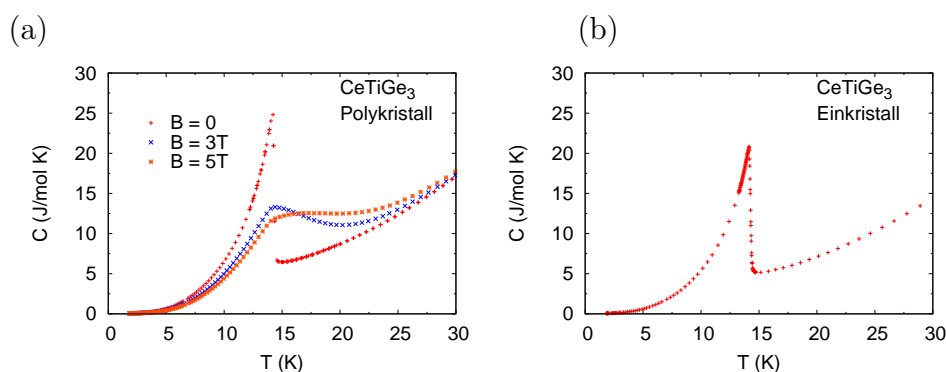 (a)
(b)
C (J/mol K)
30
25
20
15
10
5
0
0 5 10 15 20 25 30
T (K)
CeTiGe3
Polykristall
B = 0
B = 3T
B = 5T
C (J/mol K)
30
25
20
15
10
5
0
0 5 10 15 20 25 30
T (K)
CeTiGe3
Einkristall